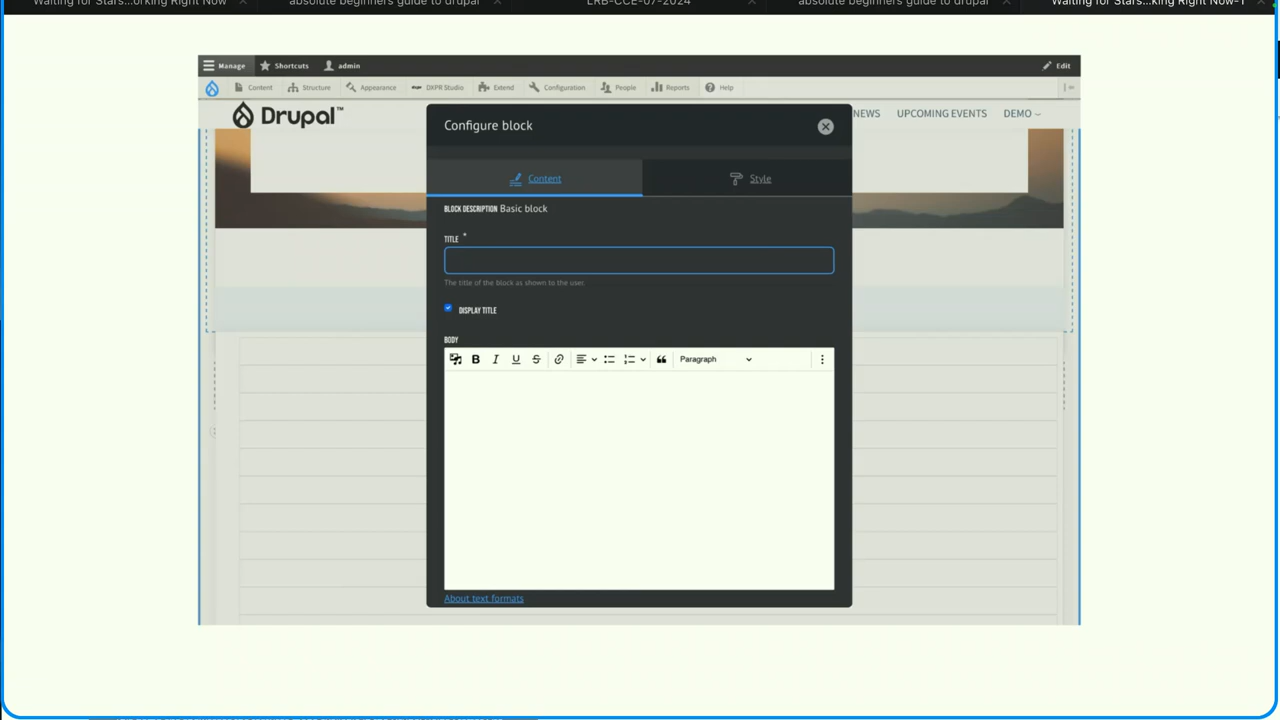 Waiting for Stars...orking Right Now
absolute beginners guide to drupal
LRB-CCE-07-2024
absolute beginners guide to drupal
Waiting for Stars...king Right Now-1
Manage Shortcuts admin Edit
Content Structure Appearance DXPR Studio Extend Configuration People Reports Help
Drupal™ NEWS UPCOMING EVENTS DEMO
Configure block
Content Style
BLOCK DESCRIPTION Basic block
TITLE *
The title of the block as shown to the user.
DISPLAY TITLE
BODY
B I U S Paragraph
About text formats